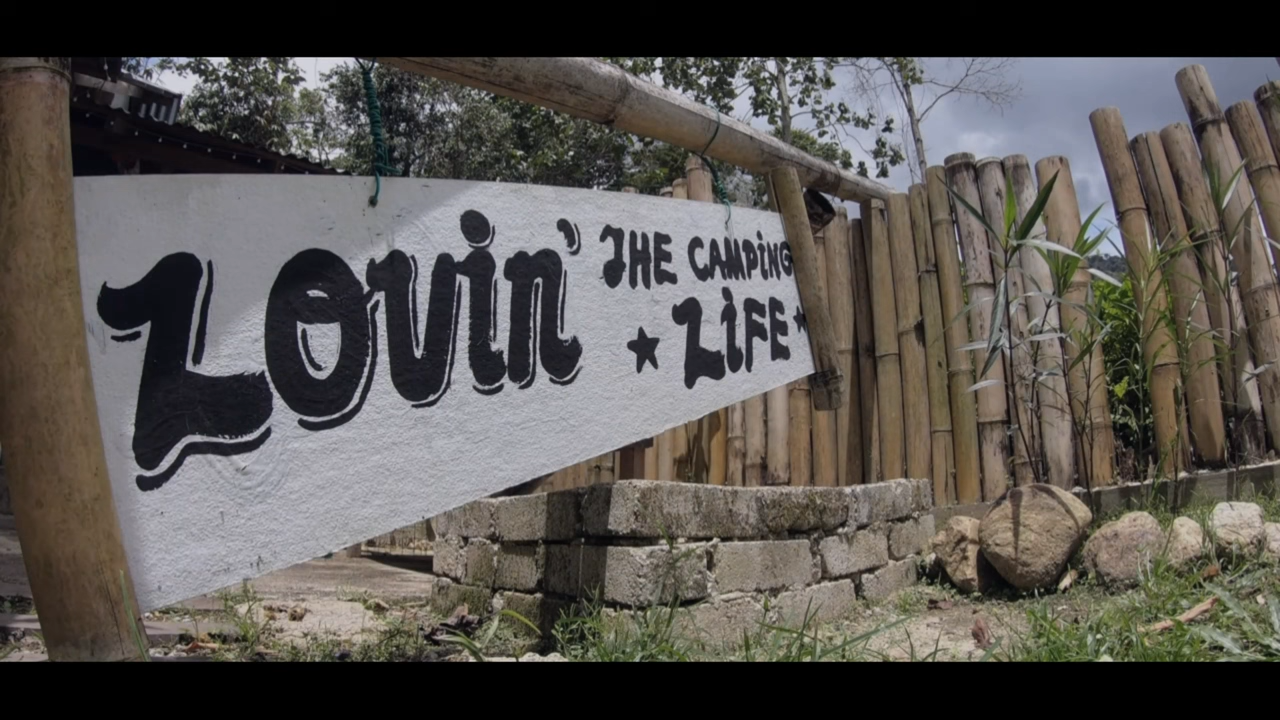 Lovin' THE CAMPiNG
★ LiFE ★